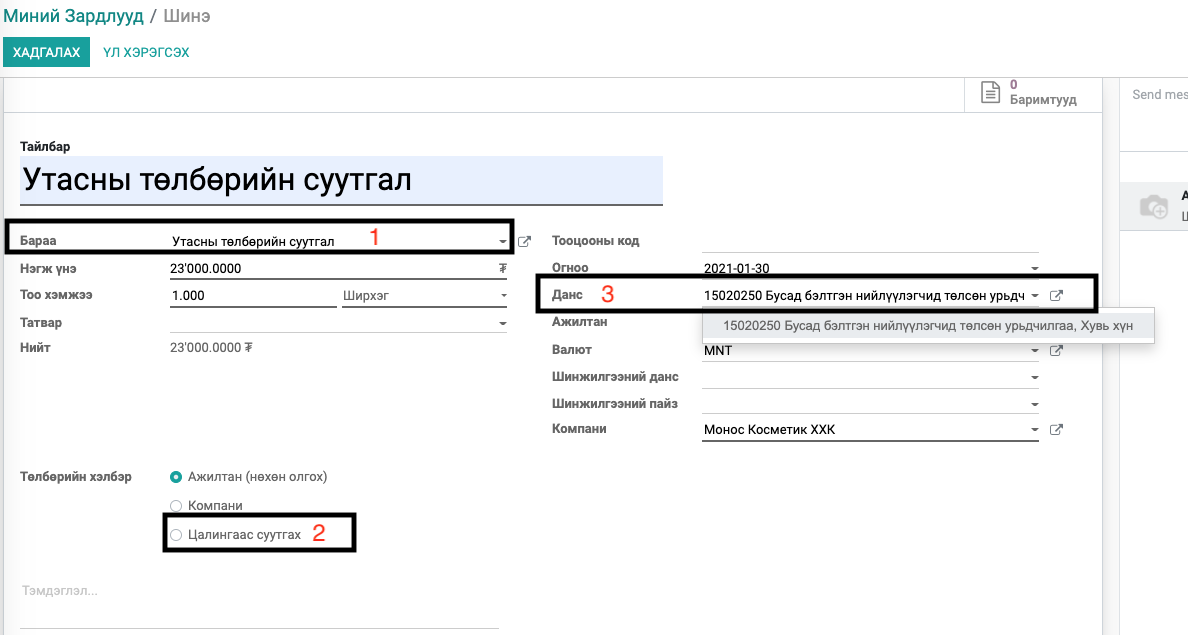 Миний Зардлууд / Шинэ
ХАДГАЛАХ ҮЛ ХЭРЭГСЭХ
0
Баримтууд
Send mes
Тайлбар
Утасны төлбөрийн суутгал
Бараа Утасны төлбөрийн суутгал 1
Нэгж үнэ 23'000.0000 ₮
Тоо хэмжээ 1.000 Ширхэг
Татвар
Нийт 23'000.0000 ₮
Тооцооны код
Огноо 2021-01-30
Данс 3 15020250 Бусад бэлтгэн нийлүүлэгчид төлсөн урьдч
Ажилтан 15020250 Бусад бэлтгэн нийлүүлэгчид төлсөн урьдчилгаа, Хувь хүн
Валют MNT
Шинжилгээний данс
Шинжилгээний пайз
Компани Монос Косметик ХХК
Төлбөрийн хэлбэр Ажилтан (нөхөн олгох)
Компани
Цалингаас суутгах 2
Тэмдэглэл...